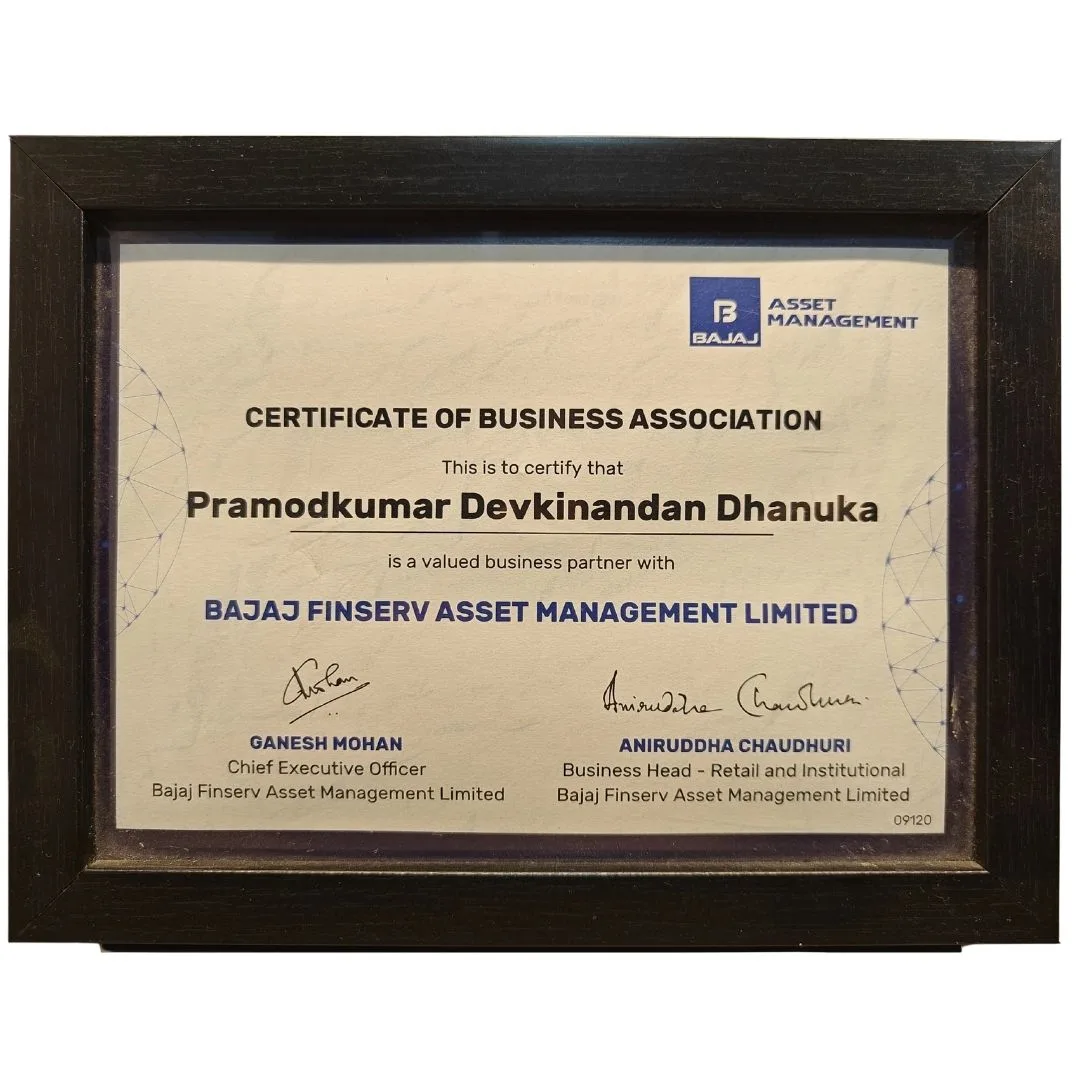 B
BAJAJ
ASSET
MANAGEMENT
CERTIFICATE OF BUSINESS ASSOCIATION
This is to certify that
Pramodkumar Devkinandan Dhanuka
is a valued business partner with
BAJAJ FINSERV ASSET MANAGEMENT LIMITED
Aniruddha Chaudhuri
GANESH MOHAN
Chief Executive Officer
Bajaj Finserv Asset Management Limited
ANIRUDDHA CHAUDHURI
Business Head - Retail and Institutional
Bajaj Finserv Asset Management Limited
09120